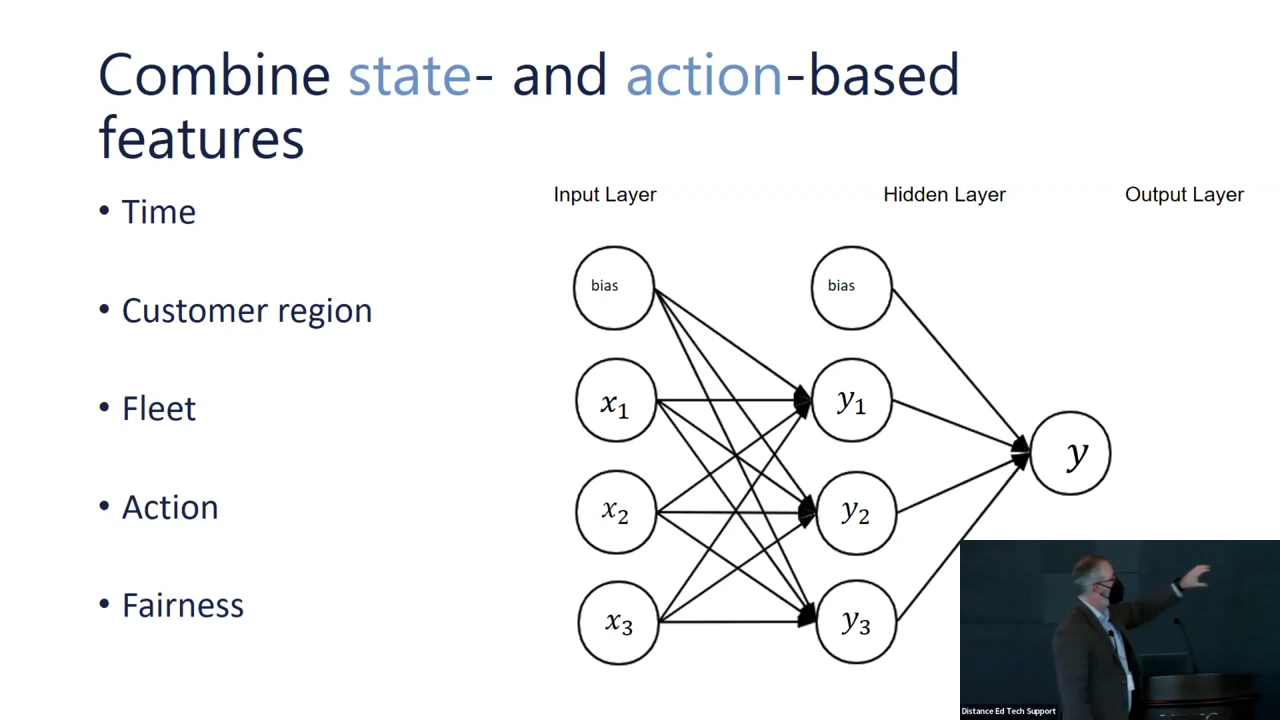 Combine state- and action-based
features
• Time
• Customer region
• Fleet
• Action
• Fairness
Input Layer
Hidden Layer
Output Layer
bias
bias
x₁
y₁
x₂
y₂
x₃
y₃
y
Distance Ed Tech Support